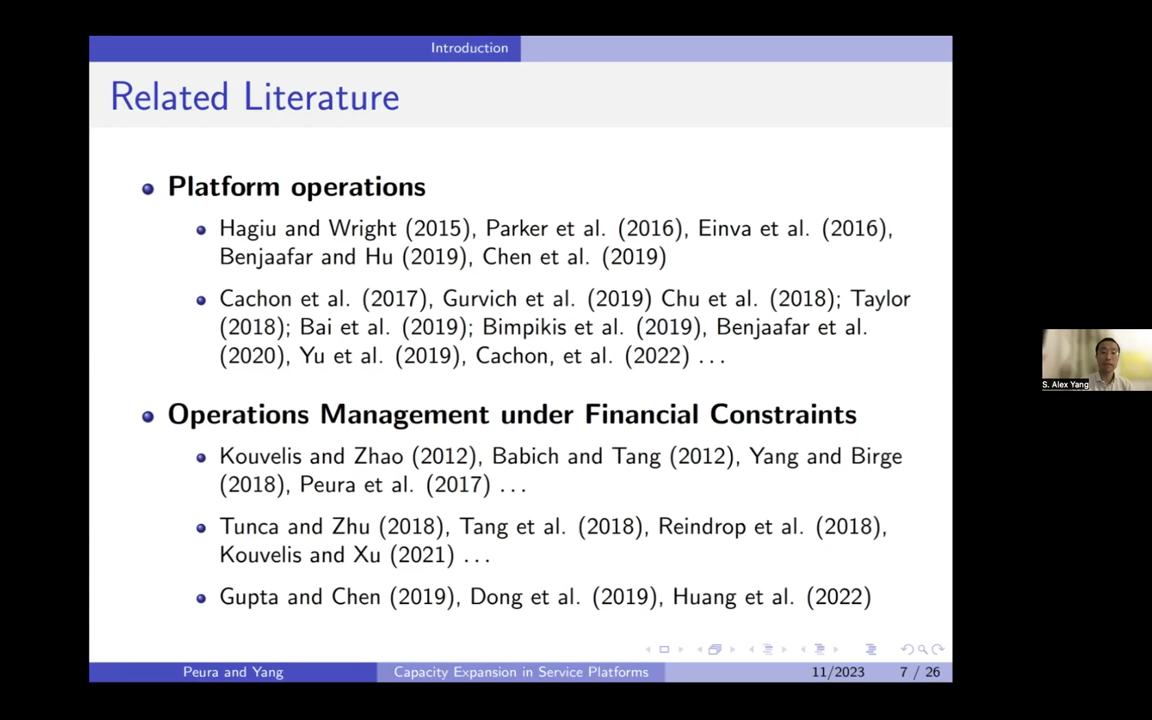 Introduction
Related Literature
Platform operations
Hagiu and Wright (2015), Parker et al. (2016), Einva et al. (2016),
Benjaafar and Hu (2019), Chen et al. (2019)
Cachon et al. (2017), Gurvich et al. (2019) Chu et al. (2018); Taylor
(2018); Bai et al. (2019); Bimpikis et al. (2019), Benjaafar et al.
(2020), Yu et al. (2019), Cachon, et al. (2022) ...
Operations Management under Financial Constraints
Kouvelis and Zhao (2012), Babich and Tang (2012), Yang and Birge
(2018), Peura et al. (2017) ...
Tunca and Zhu (2018), Tang et al. (2018), Reindrop et al. (2018),
Kouvelis and Xu (2021) ...
Gupta and Chen (2019), Dong et al. (2019), Huang et al. (2022)
Peura and Yang
Capacity Expansion in Service Platforms
11/2023
7 / 26
S. Alex Yang